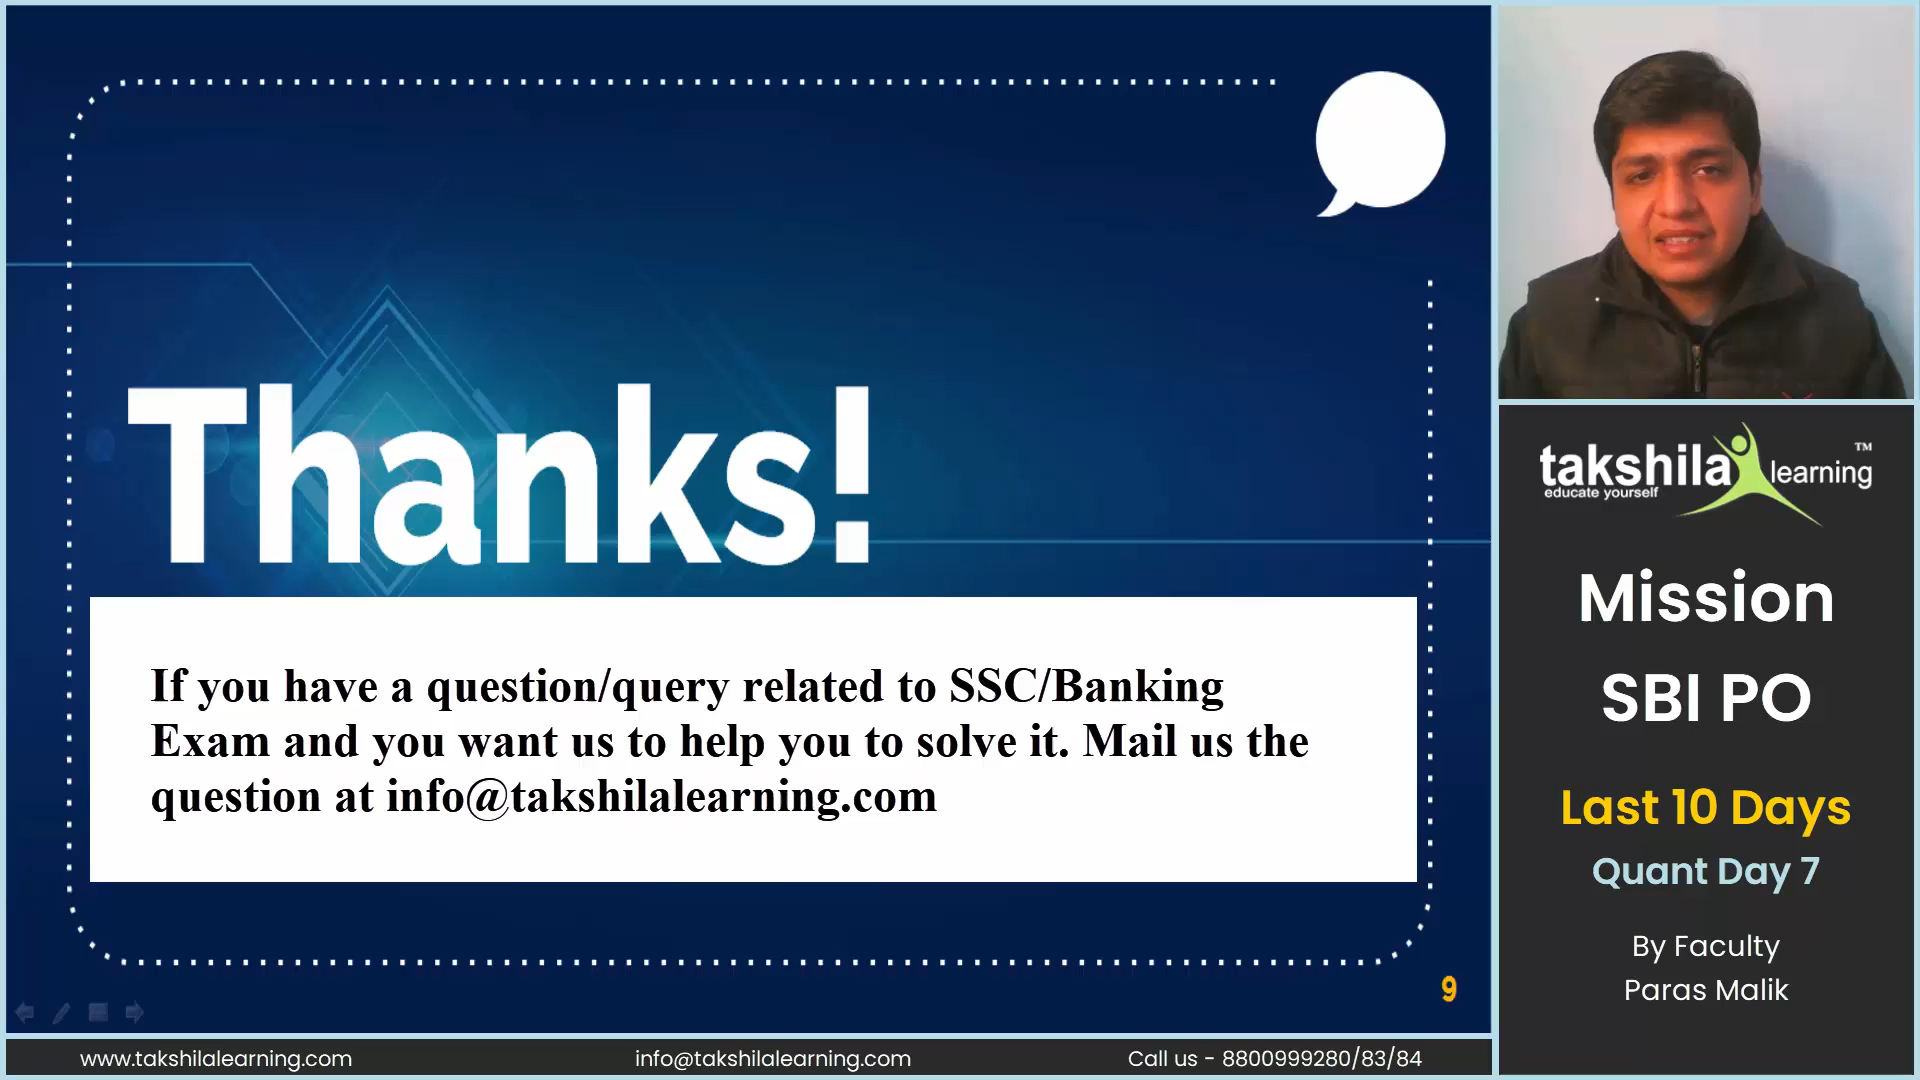 Thanks!
If you have a question/query related to SSC/Banking
Exam and you want us to help you to solve it. Mail us the
question at info@takshilalearning.com
9
takshila learning ™
educate yourself
Mission
SBI PO
Last 10 Days
Quant Day 7
By Faculty
Paras Malik
www.takshilalearning.com info@takshilalearning.com Call us - 8800999280/83/84